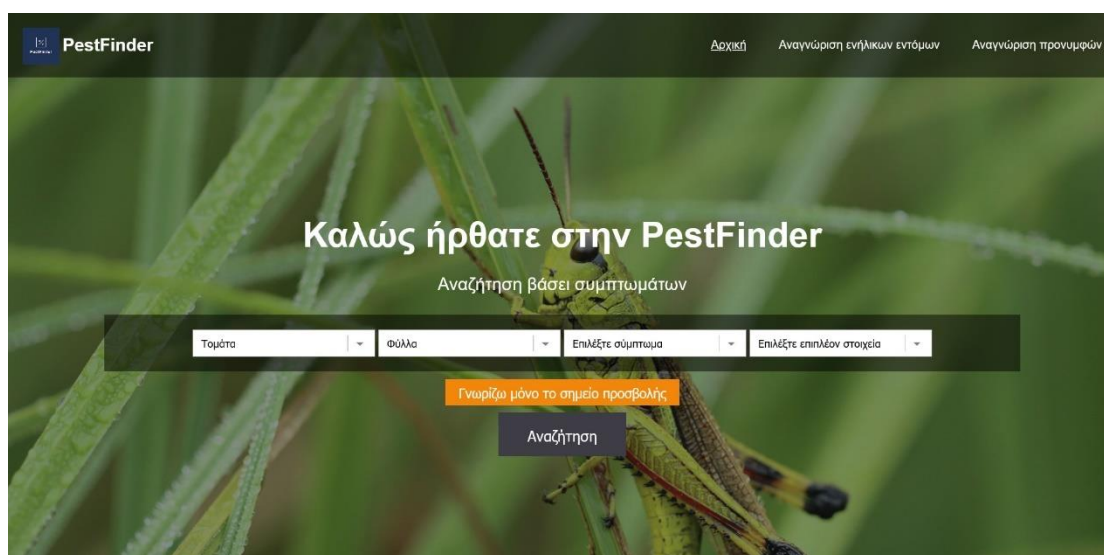 PestFinder
Αρχική Αναγνώριση ενήλικων εντόμων Αναγνώριση προνυμφών
Καλώς ήρθατε στην PestFinder
Αναζήτηση βάσει συμπτωμάτων
Τομάτα Φύλλα Επιλέξτε σύμπτωμα Επιλέξτε επιπλέον στοιχεία
Γνωρίζω μόνο το σημείο προσβολής
Αναζήτηση